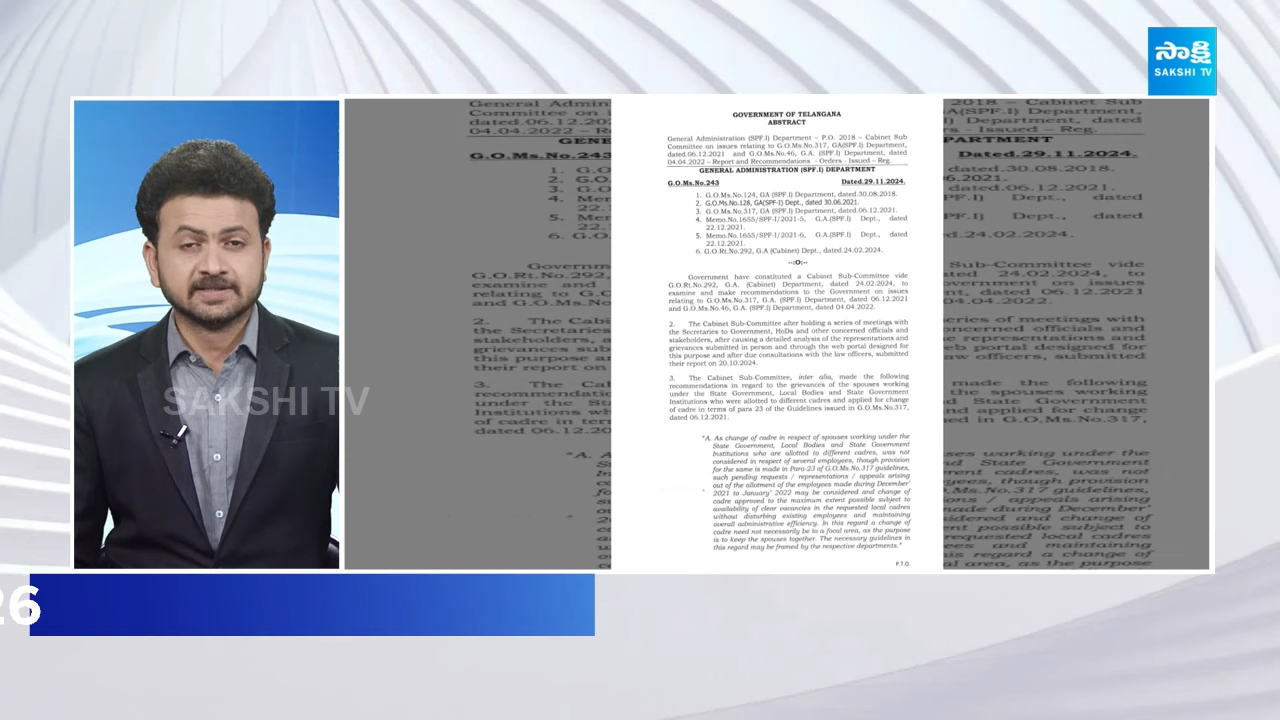 సాక్షి
SAKSHI TV
GOVERNMENT OF TELANGANA
ABSTRACT
General Administration (SPF.I) Department – P.O. 2018 – Cabinet Sub
Committee on issues relating to G.O.Ms.No.317, GA(SPF.I) Department,
dated.06.12.2021 and G.O.Ms.No.46, G.A. (SPF.I) Department, dated
04.04.2022 – Report and Recommendations - Orders - Issued – Reg.
GENERAL ADMINISTRATION (SPF.I) DEPARTMENT
G.O.Ms.No.243 Dated.29.11.2024.
1. G.O.Ms.No.124, GA (SPF.I) Department, dated.30.08.2018.
2. G.O.Ms.No.128, GA(SPF-I) Dept., dated 30.06.2021.
3. G.O.Ms.No.317, GA (SPF.I) Department, dated.06.12.2021.
4. Memo.No.1655/SPF-I/2021-5, G.A.(SPF.I) Dept., dated
22.12.2021.
5. Memo.No.1655/SPF-I/2021-6, G.A.(SPF.I) Dept., dated
22.12.2021.
6. G.O.Rt.No.292, G.A (Cabinet) Dept., dated.24.02.2024.
--:O:--
Government have constituted a Cabinet Sub-Committee vide
G.O.Rt.No.292, G.A. (Cabinet) Department, dated 24.02.2024, to
examine and make recommendations to the Government on issues
relating to G.O.Ms.No.317, G.A. (SPF.I) Department, dated 06.12.2021
and G.O.Ms.No.46, G.A. (SPF.I) Department, dated 04.04.2022.
2. The Cabinet Sub-Committee after holding a series of meetings with
the Secretaries to Government, HoDs and other concerned officials and
stakeholders, after causing a detailed analysis of the representations and
grievances submitted in person and through the web portal designed for
this purpose and after due consultations with the law officers, submitted
their report on 20.10.2024.
3. The Cabinet Sub-Committee, inter alia, made the following
recommendations in regard to the grievances of the spouses working
under the State Government, Local Bodies and State Government
Institutions who were allotted to different cadres and applied for change
of cadre in terms of para 23 of the Guidelines issued in G.O.Ms.No.317,
dated 06.12.2021.
"A. As change of cadre in respect of spouses working under the
State Government, Local Bodies and State Government
Institutions who are allotted to different cadres, was not
considered in respect of several employees, though provision
for the same is made in Para-23 of G.O.Ms.No.317 guidelines,
such pending requests / representations / appeals arising
out of the allotment of the employees made during December'
2021 to January' 2022 may be considered and change of
cadre approved to the maximum extent possible subject to
availability of clear vacancies in the requested local cadres
without disturbing existing employees and maintaining
overall administrative efficiency. In this regard a change of
cadre need not necessarily be to a focal area, as the purpose
is to keep the spouses together. The necessary guidelines in
this regard may be framed by the respective departments."
P.T.O.
SAKSHI TV
26